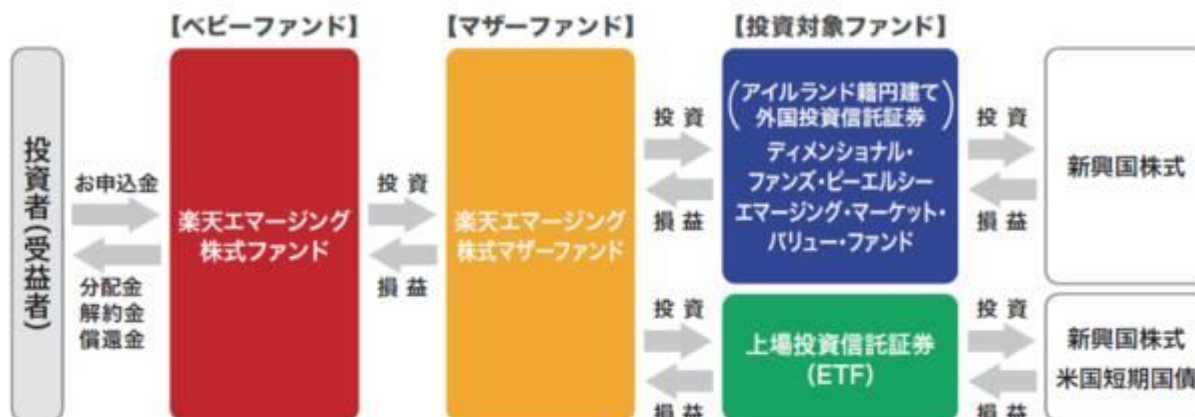 【ベビーファンド】
【マザーファンド】
【投資対象ファンド】
投資者(受益者)
お申込金
分配金
解約金
償還金
楽天エマージング
株式ファンド
投資
損益
楽天エマージング
株式マザーファンド
投資
損益
(アイルランド籍円建て
外国投資信託証券)
ディメンショナル・
ファンズ・ピーエルシー
エマージング・マーケット・
バリュー・ファンド
投資
損益
新興国株式
投資
損益
上場投資信託証券
(ETF)
投資
損益
新興国株式
米国短期国債